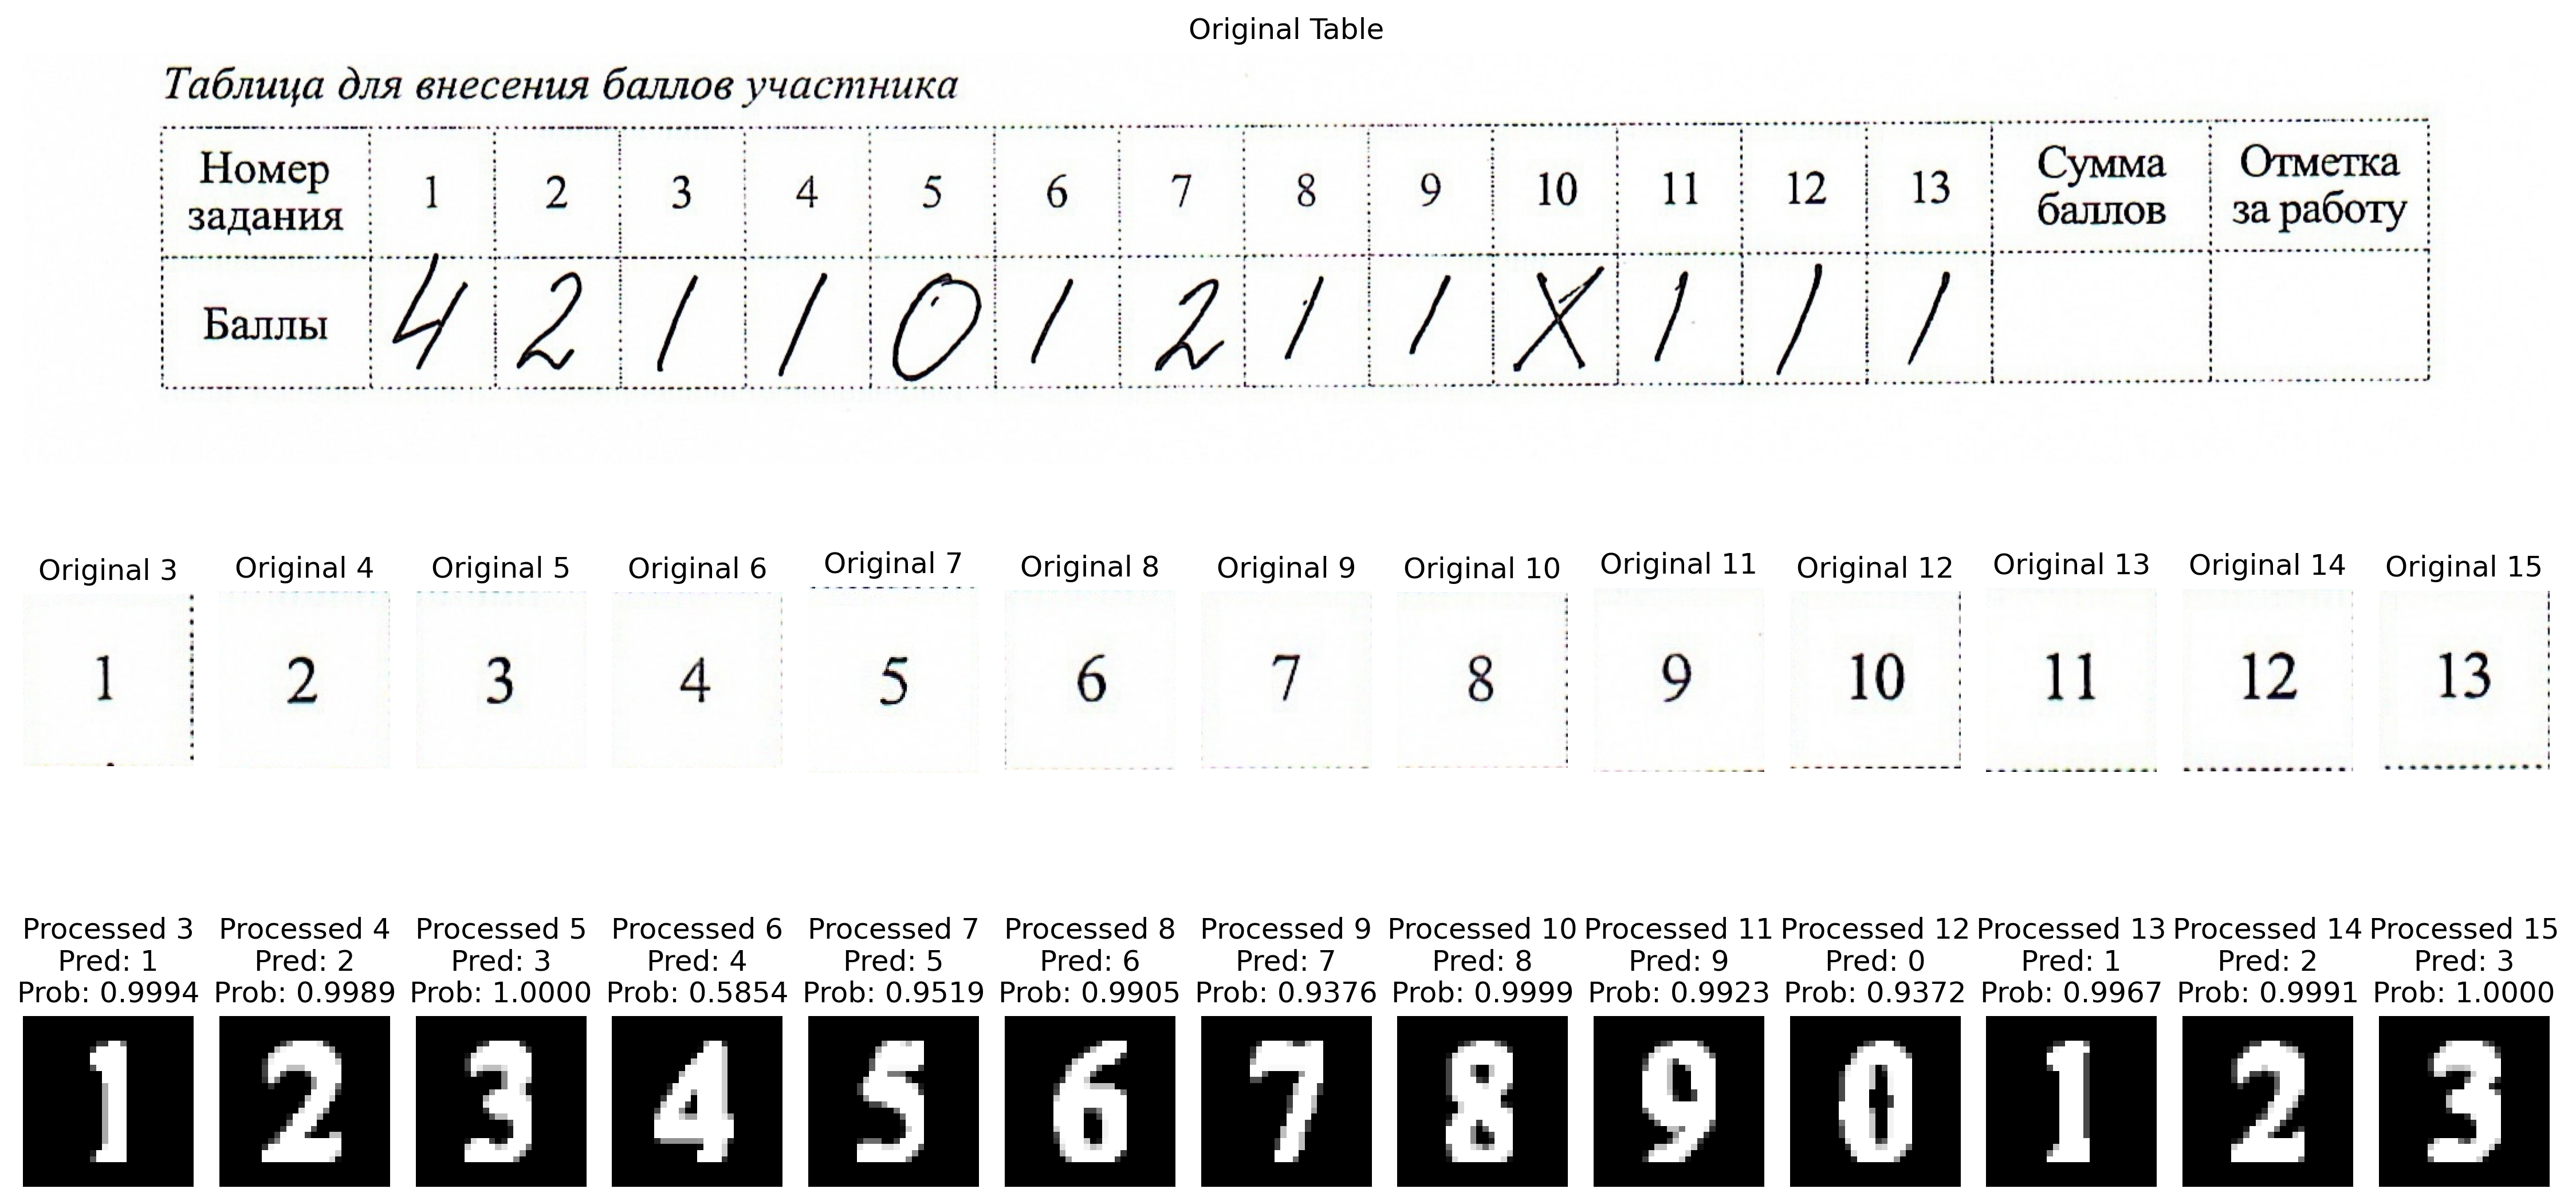 Original Table
Таблица для внесения баллов участника
Номер задания 1 2 3 4 5 6 7 8 9 10 11 12 13 Сумма баллов Отметка за работу
Баллы 4 2 1 1 0 1 2 1 1 X 1 1 1
Original 3 Original 4 Original 5 Original 6 Original 7 Original 8 Original 9 Original 10 Original 11 Original 12 Original 13 Original 14 Original 15
1 2 3 4 5 6 7 8 9 10 11 12 13
Processed 3 Processed 4 Processed 5 Processed 6 Processed 7 Processed 8 Processed 9 Processed 10 Processed 11 Processed 12 Processed 13 Processed 14 Processed 15
Pred: 1 Pred: 2 Pred: 3 Pred: 4 Pred: 5 Pred: 6 Pred: 7 Pred: 8 Pred: 9 Pred: 0 Pred: 1 Pred: 2 Pred: 3
Prob: 0.9994 Prob: 0.9989 Prob: 1.0000 Prob: 0.5854 Prob: 0.9519 Prob: 0.9905 Prob: 0.9376 Prob: 0.9999 Prob: 0.9923 Prob: 0.9372 Prob: 0.9967 Prob: 0.9991 Prob: 1.0000
1 2 3 4 5 6 7 8 9 0 1 2 3